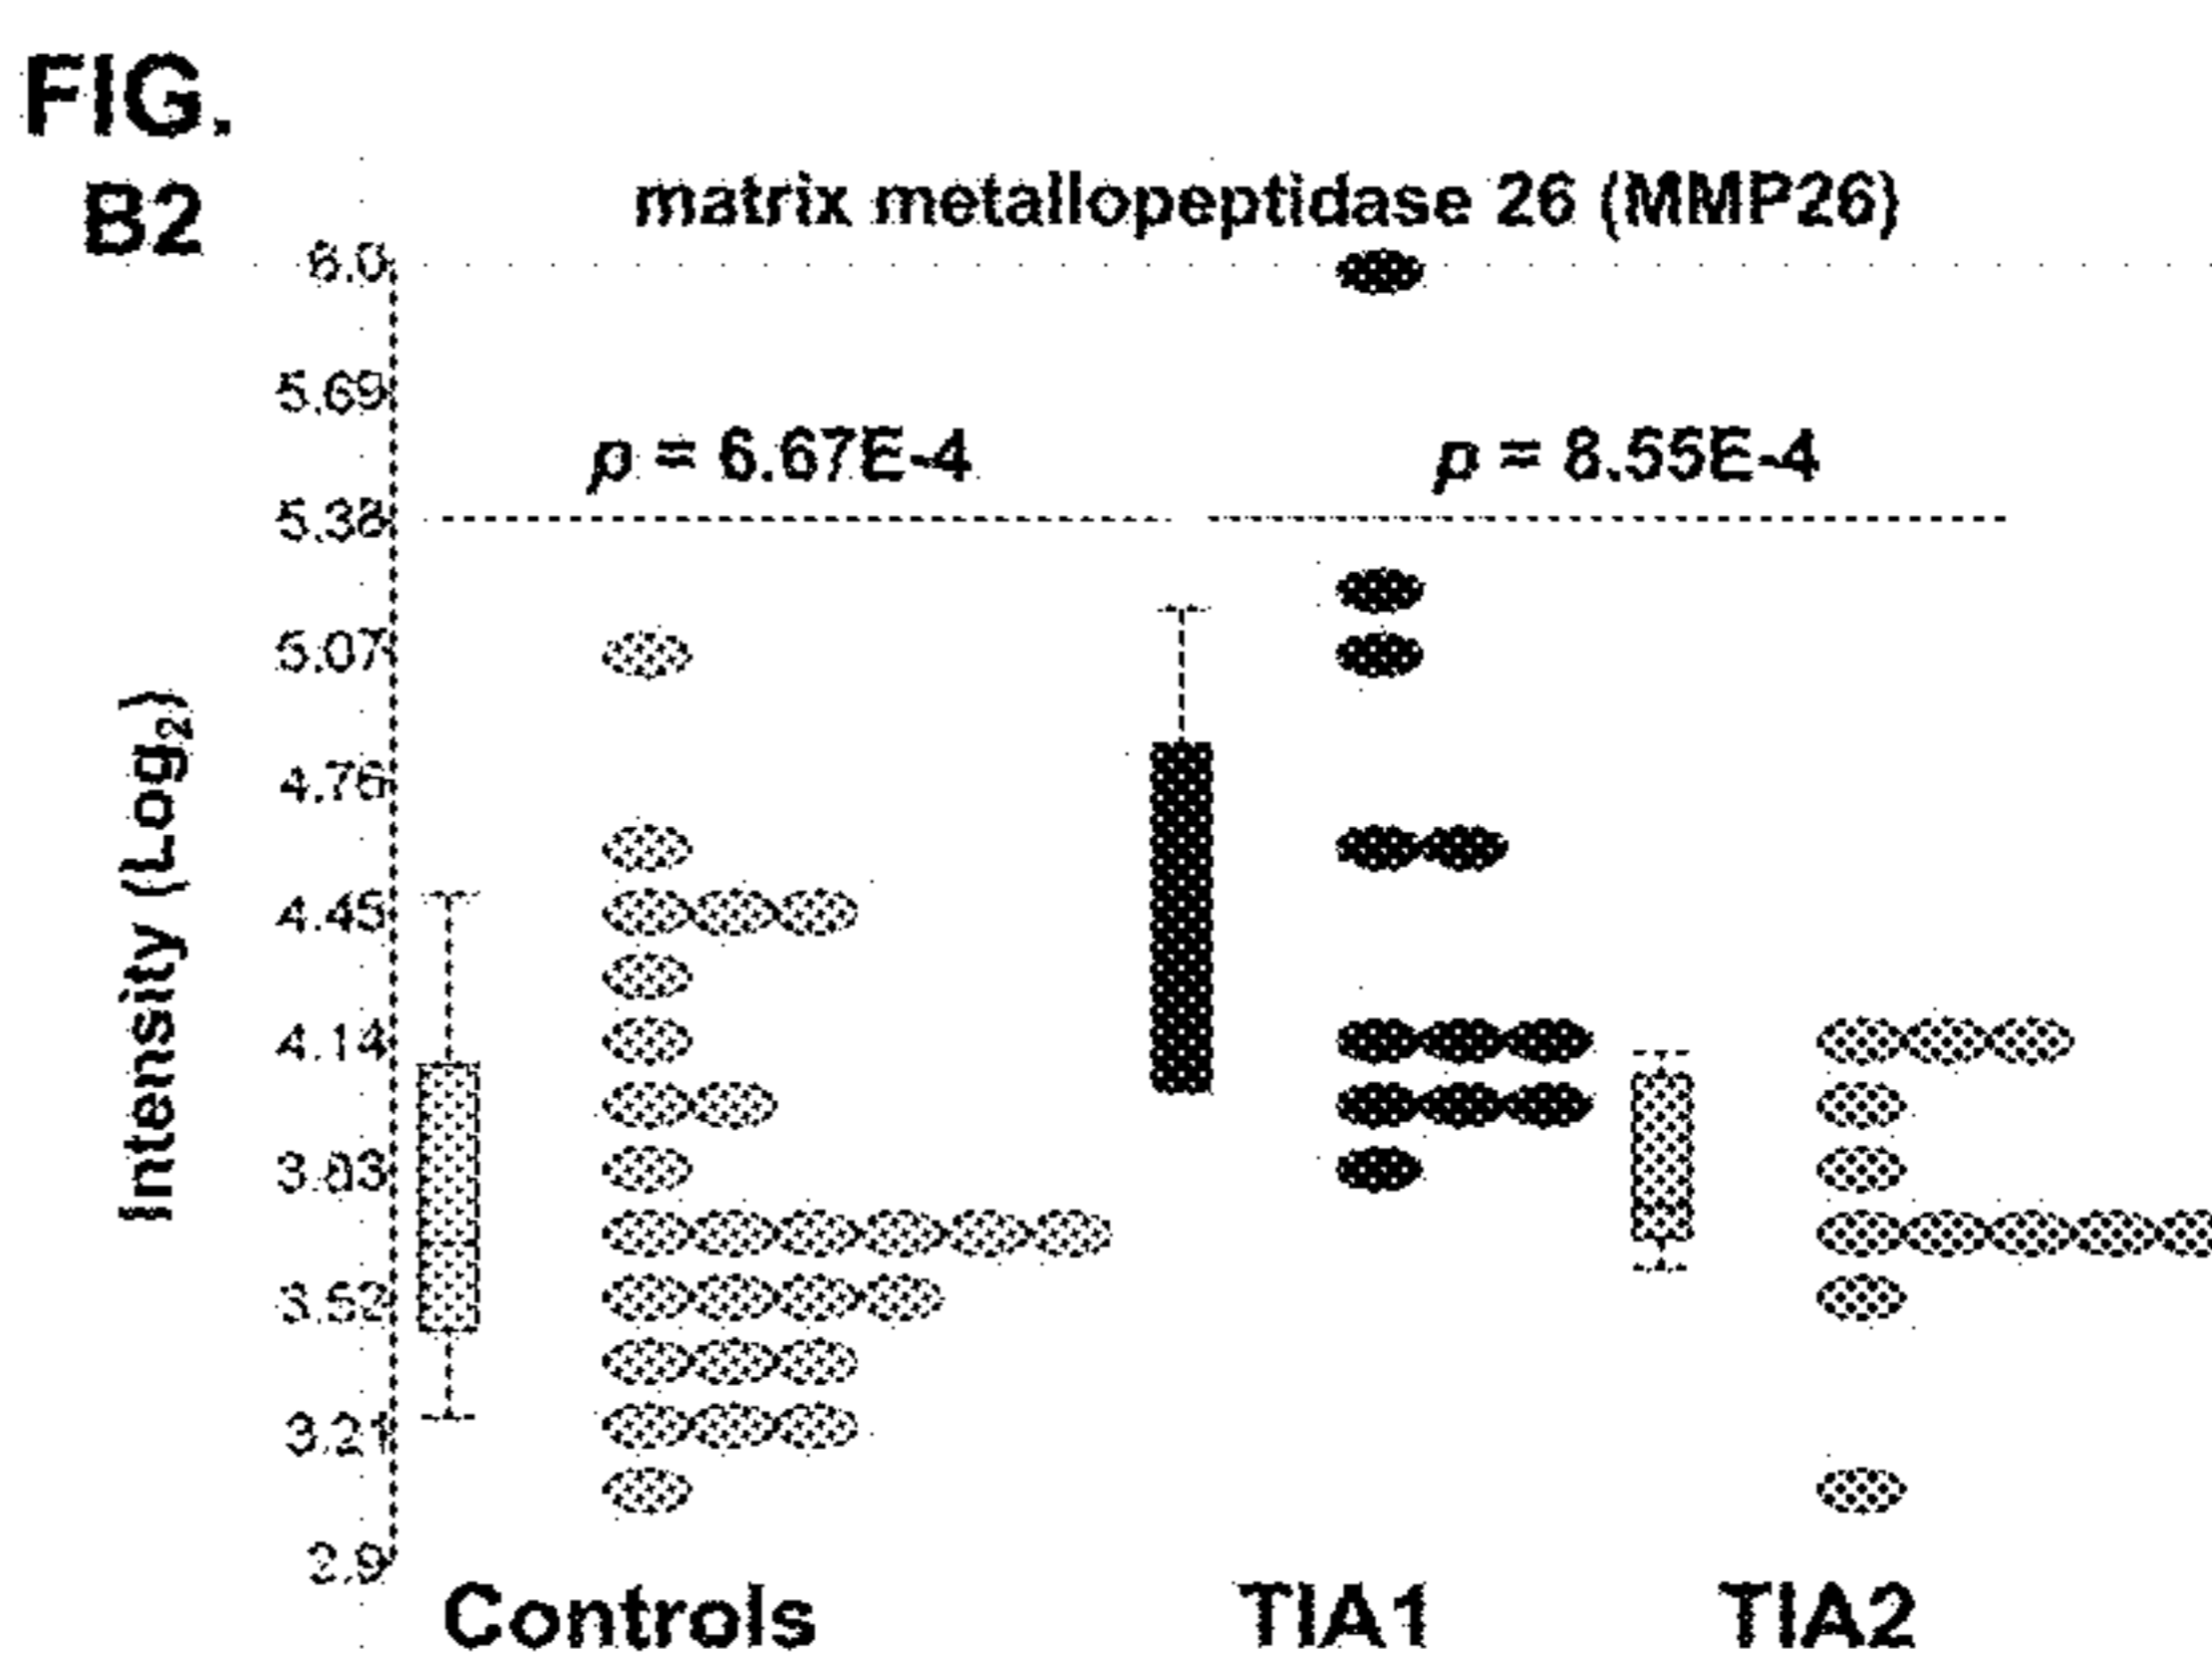 FIG.
B2
matrix metallopeptidase 26 (MMP26)
6.0
5.69
p = 6.67E-4
p = 8.55E-4
5.38
5.07
4.76
4.45
4.14
3.83
3.52
3.21
2.9
Intensity (Log₂)
Controls
TIA1
TIA2